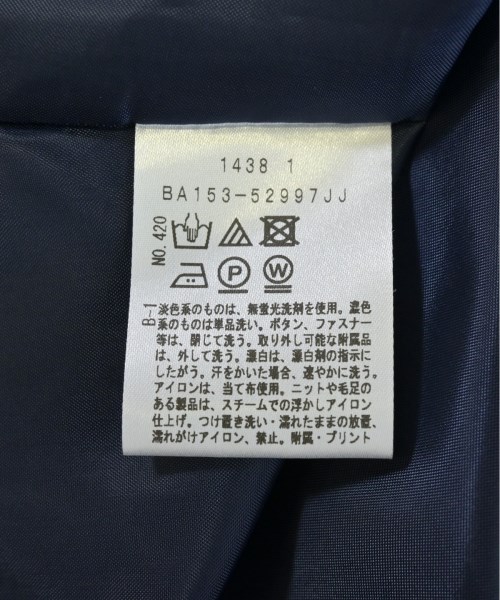 1438 1
BA153-52997JJ
NO.420
P
W
B-1
淡色系のものは、無蛍光洗剤を使用。濃色
系のものは単品洗い。ボタン、ファスナー
等は、閉じて洗う。取り外し可能な附属品
は、外して洗う。漂白は、漂白剤の指示に
したがう。汗をかいた場合、速やかに洗う。
アイロンは、当て布使用。ニットや毛足の
ある製品は、スチームでの浮かしアイロン
仕上げ。つけ置き洗い・濡れたままの放置、
濡れがけアイロン、禁止。附属・プリント